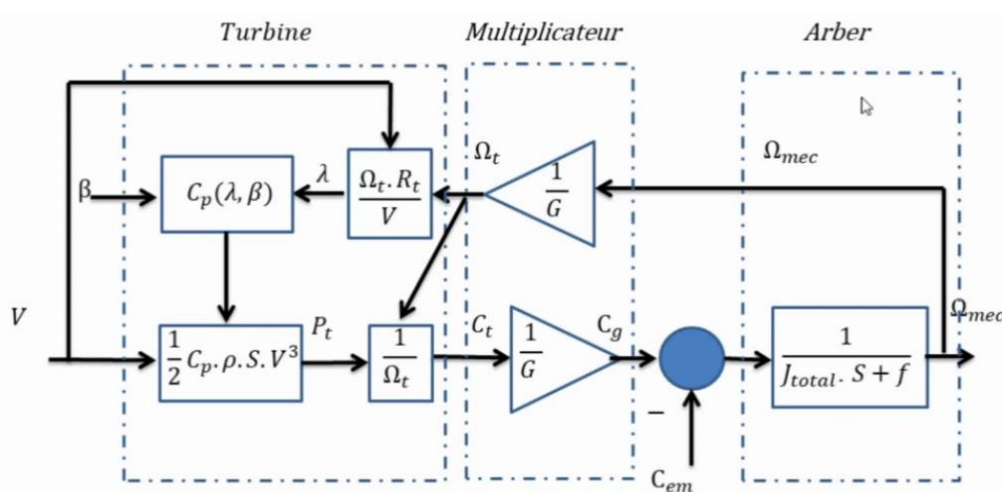 Turbine
Multiplicateur
Arber
β
C_p(λ, β)
λ
Ω_t. R_t
V
Ω_t
1
G
Ω_mec
V
1/2 C_p. ρ. S. V³
P_t
1
Ω_t
C_t
1
G
C_g
−
C_em
1
J_total. S + f
Ω_mec